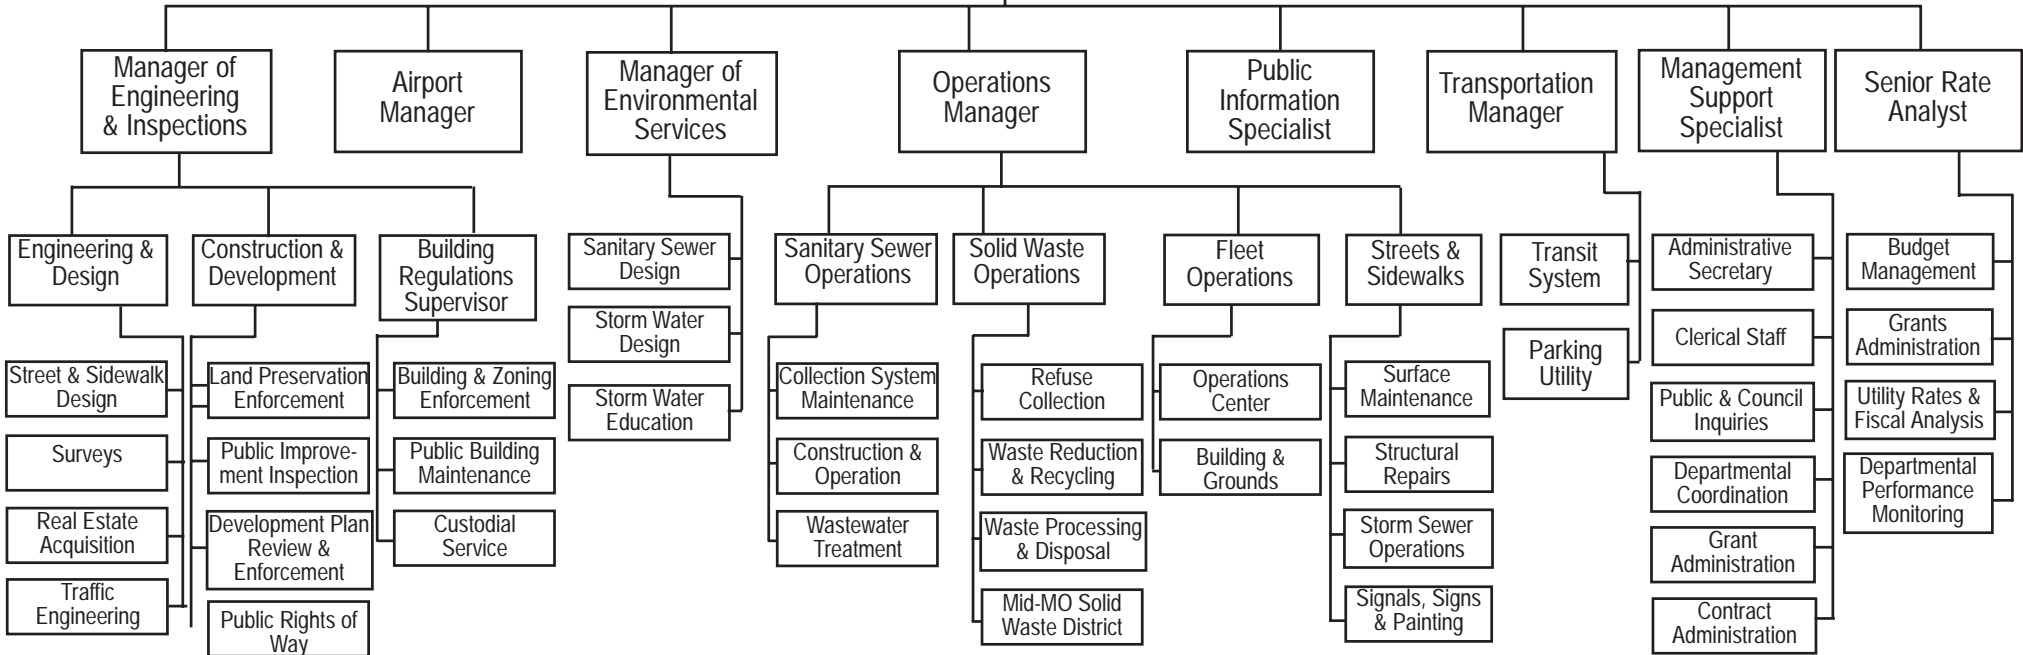 Manager of
Engineering
& Inspections
Airport
Manager
Manager of
Environmental
Services
Operations
Manager
Public
Information
Specialist
Transportation
Manager
Management
Support
Specialist
Senior Rate
Analyst
Engineering &
Design
Construction &
Development
Building
Regulations
Supervisor
Sanitary Sewer
Design
Storm Water
Design
Storm Water
Education
Sanitary Sewer
Operations
Solid Waste
Operations
Fleet
Operations
Streets &
Sidewalks
Transit
System
Parking
Utility
Administrative
Secretary
Clerical Staff
Public & Council
Inquiries
Departmental
Coordination
Grant
Administration
Contract
Administration
Budget
Management
Grants
Administration
Utility Rates &
Fiscal Analysis
Departmental
Performance
Monitoring
Street & Sidewalk
Design
Surveys
Real Estate
Acquisition
Traffic
Engineering
Land Preservation
Enforcement
Public Improve-
ment Inspection
Development Plan
Review &
Enforcement
Public Rights of
Way
Building & Zoning
Enforcement
Public Building
Maintenance
Custodial
Service
Collection System
Maintenance
Construction &
Operation
Wastewater
Treatment
Refuse
Collection
Waste Reduction
& Recycling
Waste Processing
& Disposal
Mid-MO Solid
Waste District
Operations
Center
Building &
Grounds
Surface
Maintenance
Structural
Repairs
Storm Sewer
Operations
Signals, Signs
& Painting